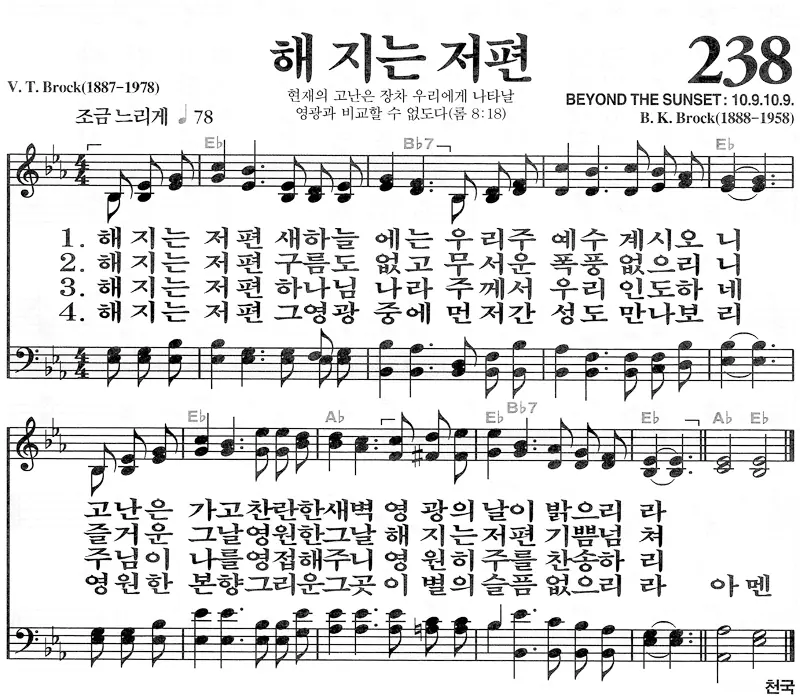 해 지는 저편
238
V. T. Brock(1887-1978)
현재의 고난은 장차 우리에게 나타날
영광과 비교할 수 없도다(롬 8:18)
BEYOND THE SUNSET : 10.9.10.9.
B. K. Brock(1888-1958)
조금 느리게 ♩ 78
E♭ B♭7 E♭
4 4
1. 해 지는 저편 새하늘 에는 우리주 예수 계시오 니
2. 해 지는 저편 구름도 없고 무서운 폭풍 없으리 니
3. 해 지는 저편 하나님 나라 주께서 우리 인도하 네
4. 해 지는 저편 그영광 중에 먼저간 성도 만나보 리
4 4
E♭ A♭ E♭ B♭7 E♭ A♭ E♭
고난은 가고찬란한새벽 영 광의날이 밝으리 라
즐거운 그날영원한그날 해 지는저편 기쁨넘 쳐
주님이 나를영접해주니 영 원히주를 찬송하 리
영원한 본향그리운그곳 이 별의슬픔 없으리 라 아멘
천국